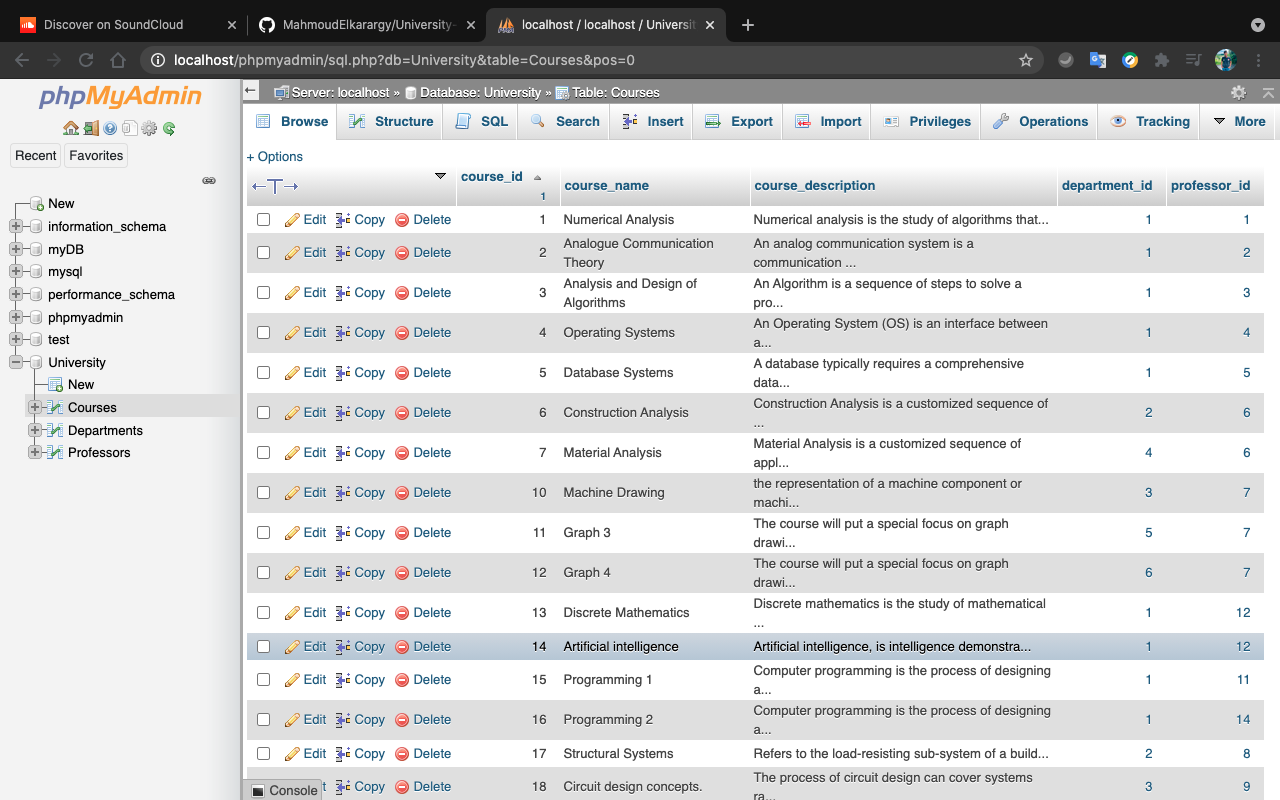 Discover on SoundCloud
MahmoudElkarargy/University-
localhost / localhost / Universit
localhost/phpmyadmin/sql.php?db=University&table=Courses&pos=0
phpMyAdmin
Recent
Favorites
New
information_schema
myDB
mysql
performance_schema
phpmyadmin
test
University
New
Courses
Departments
Professors
Server: localhost » Database: University » Table: Courses
Browse Structure SQL Search Insert Export Import Privileges Operations Tracking More
+ Options
←T→ course_id 1 course_name course_description department_id professor_id
Edit Copy Delete 1 Numerical Analysis Numerical analysis is the study of algorithms that... 1 1
Edit Copy Delete 2 Analogue Communication Theory An analog communication system is a communication ... 1 2
Edit Copy Delete 3 Analysis and Design of Algorithms An Algorithm is a sequence of steps to solve a pro... 1 3
Edit Copy Delete 4 Operating Systems An Operating System (OS) is an interface between a... 1 4
Edit Copy Delete 5 Database Systems A database typically requires a comprehensive data... 1 5
Edit Copy Delete 6 Construction Analysis Construction Analysis is a customized sequence of ... 2 6
Edit Copy Delete 7 Material Analysis Material Analysis is a customized sequence of appl... 4 6
Edit Copy Delete 10 Machine Drawing the representation of a machine component or machi... 3 7
Edit Copy Delete 11 Graph 3 The course will put a special focus on graph drawi... 5 7
Edit Copy Delete 12 Graph 4 The course will put a special focus on graph drawi... 6 7
Edit Copy Delete 13 Discrete Mathematics Discrete mathematics is the study of mathematical ... 1 12
Edit Copy Delete 14 Artificial intelligence Artificial intelligence, is intelligence demonstra... 1 12
Edit Copy Delete 15 Programming 1 Computer programming is the process of designing a... 1 11
Edit Copy Delete 16 Programming 2 Computer programming is the process of designing a... 1 14
Edit Copy Delete 17 Structural Systems Refers to the load-resisting sub-system of a build... 2 8
Copy Delete 18 Circuit design concepts. The process of circuit design can cover systems ra... 3 9
Console